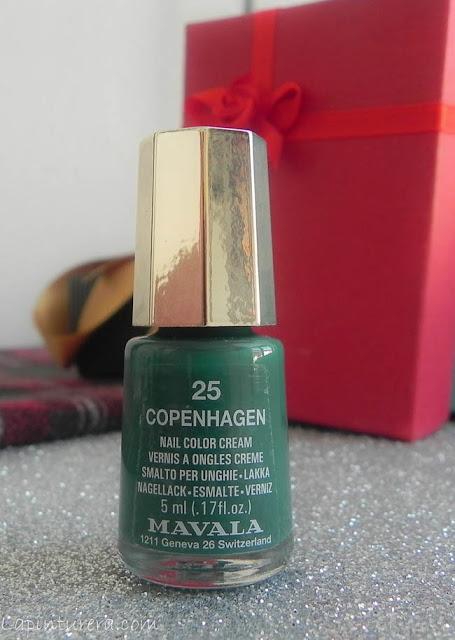 25
COPENHAGEN
NAIL COLOR CREAM
VERNIS A ONGLES CREME
SMALTO PER UNGHIE•LAKKA
NAGELLACK•ESMALTE•VERNIZ
5 ml (.17fl.oz.)
MAVALA
1211 Geneva 26 Switzerland
Lapinturera.com